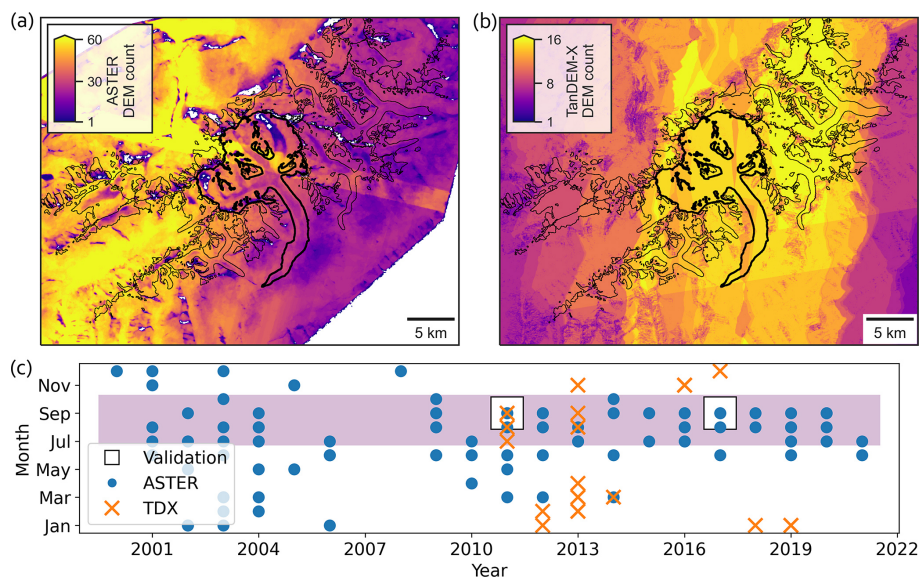 (a)
60
30
1
ASTER
DEM count
5 km
(b)
16
8
1
TanDEM-X
DEM count
5 km
(c)
Month
Nov
Sep
Jul
May
Mar
Jan
Validation
ASTER
TDX
2001 2004 2007 2010 2013 2016 2019 2022
Year